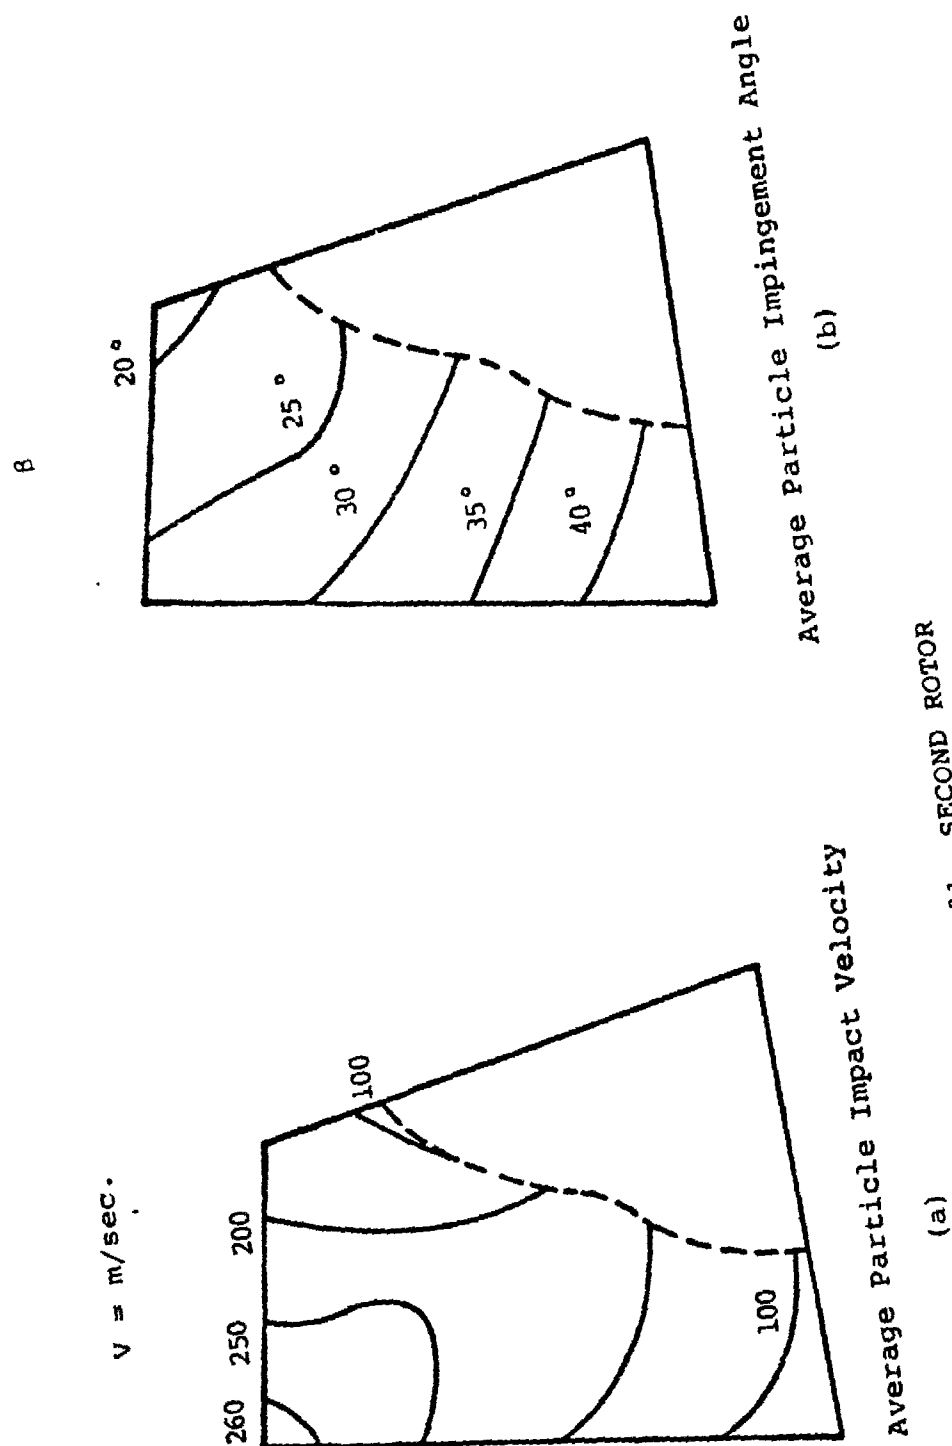 V = m/sec.
260
250
200
100
100
Average Particle Impact Velocity
(a)
β
20°
25°
30°
35°
40°
Average Particle Impingement Angle
(b)
SECOND ROTOR